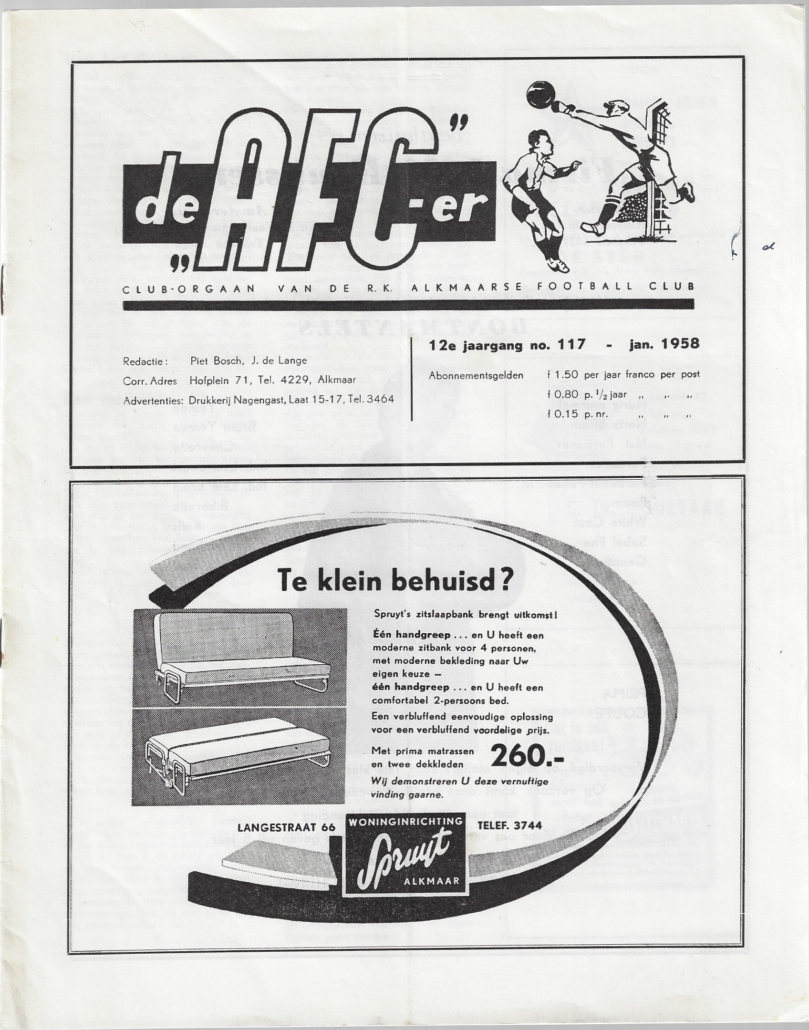 „de AFC-er”
CLUB-ORGAAN VAN DE R.K. ALKMAARSE FOOTBALL CLUB
Redactie: Piet Bosch, J. de Lange
Corr. Adres Hofplein 71, Tel. 4229, Alkmaar
Advertenties: Drukkerij Nagengast, Laat 15-17, Tel. 3464
12e jaargang no. 117 - jan. 1958
Abonnementsgelden f 1.50 per jaar franco per post
f 0,80 p. 1/2 jaar „ „ „
f 0.15 p. nr. „ „ „
Te klein behuisd?
Spruyt's zitslaapbank brengt uitkomst!
Één handgreep ... en U heeft een
moderne zitbank voor 4 personen,
met moderne bekleding naar Uw
eigen keuze –
één handgreep ... en U heeft een
comfortabel 2-persoons bed.
Een verbluffend eenvoudige oplossing
voor een verbluffend voordelige prijs.
Met prima matrassen
en twee dekkleden 260.-
Wij demonstreren U deze vernuftige
vinding gaarne.
LANGESTRAAT 66 WONINGINRICHTING TELEF. 3744
Spruyt
ALKMAAR